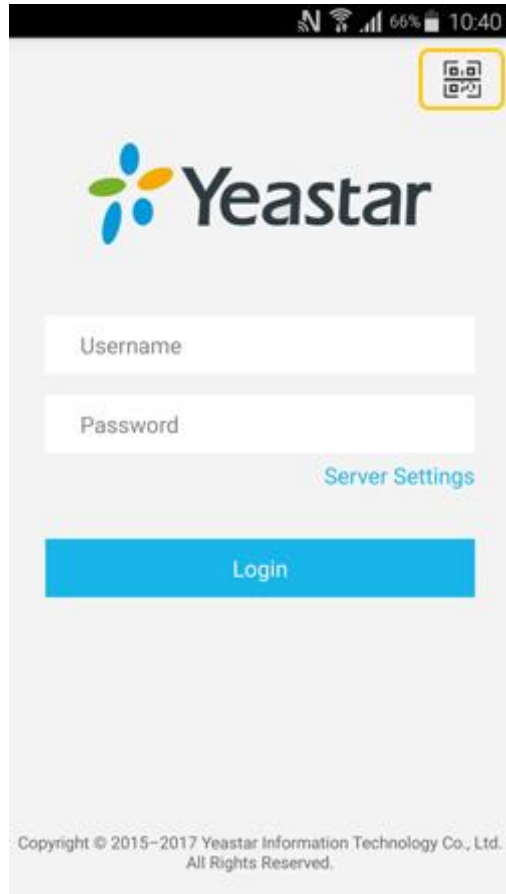 66% 10:40
Yeastar
Username
Password
Server Settings
Login
Copyright © 2015-2017 Yeastar Information Technology Co., Ltd.
All Rights Reserved.